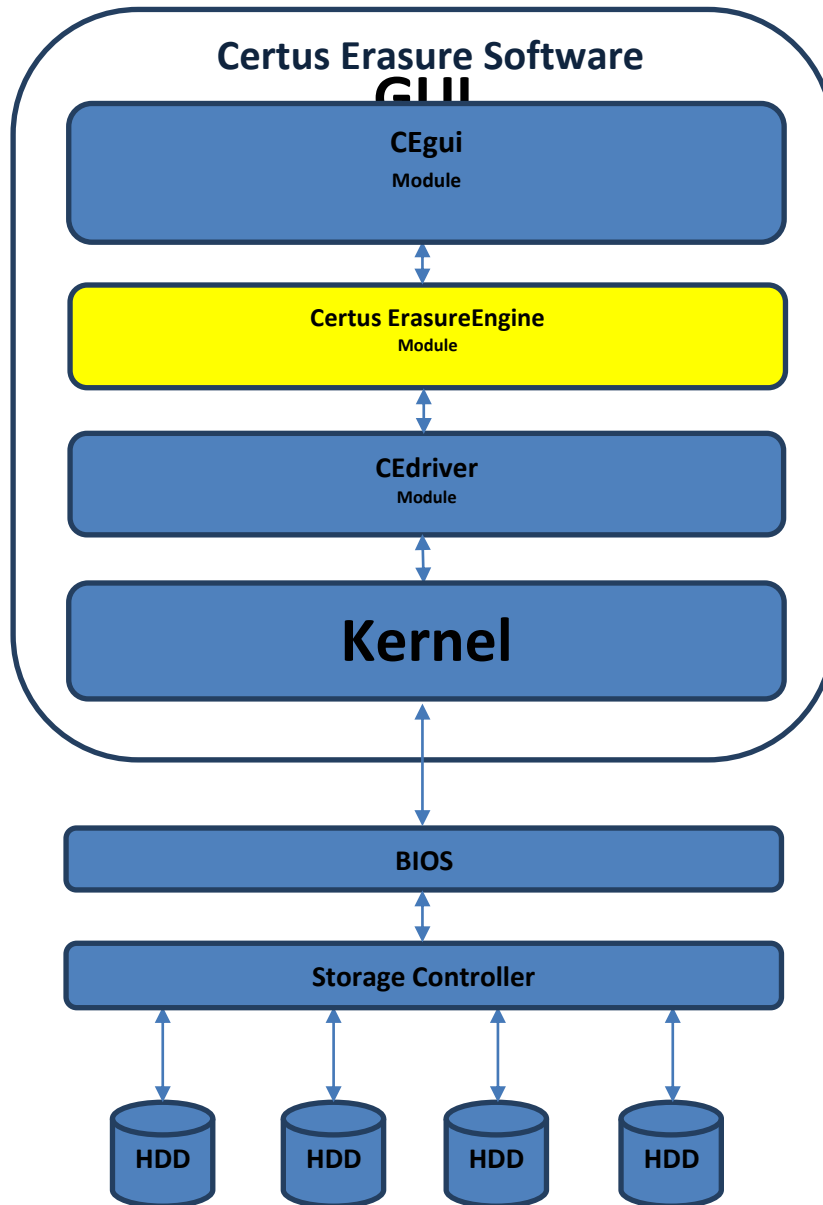 Certus Erasure Software
GUI
CEgui
Module
Certus ErasureEngine
Module
CEdriver
Module
Kernel
BIOS
Storage Controller
HDD HDD HDD HDD